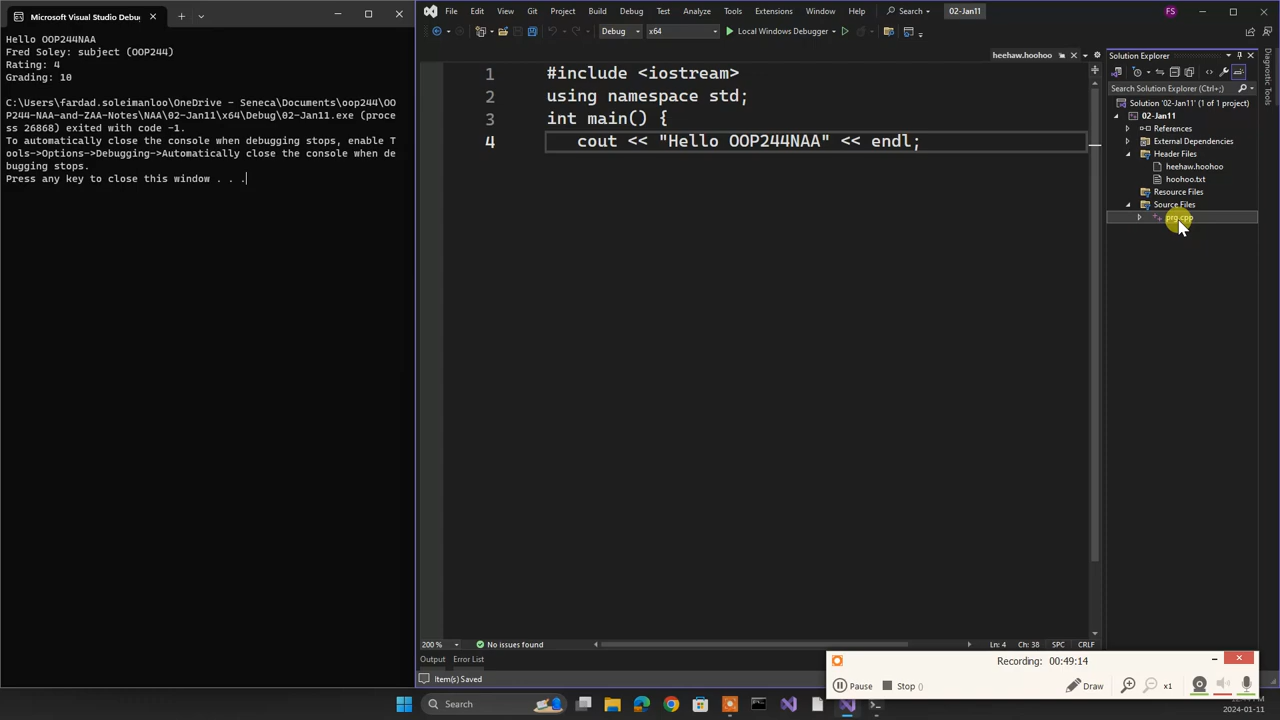 Microsoft Visual Studio Debu
Hello OOP244NAA
Fred Soley: subject (OOP244)
Rating: 4
Grading: 10
C:\Users\fardad.soleimanloo\OneDrive - Seneca\Documents\oop244\OO
P244-NAA-and-ZAA-Notes\NAA\02-Jan11\x64\Debug\02-Jan11.exe (proce
ss 26868) exited with code -1.
To automatically close the console when debugging stops, enable T
ools->Options->Debugging->Automatically close the console when de
bugging stops.
Press any key to close this window . . .
File Edit View Git Project Build Debug Test Analyze Tools Extensions Window Help Search 02-Jan11 FS
Debug x64 Local Windows Debugger
heehaw.hoohoo
1 #include <iostream>
2 using namespace std;
3 int main() {
4 cout << "Hello OOP244NAA" << endl;
Solution Explorer
Search Solution Explorer (Ctrl+;)
Solution '02-Jan11' (1 of 1 project)
02-Jan11
References
External Dependencies
Header Files
heehaw.hoohoo
hoohoo.txt
Resource Files
Source Files
prg.cpp
Diagnostic Tools
200 % No issues found Ln: 4 Ch: 38 SPC CRLF
Output Error List
Item(s) Saved
Recording: 00:49:14
Pause Stop () Draw x1
Search
2024-01-11